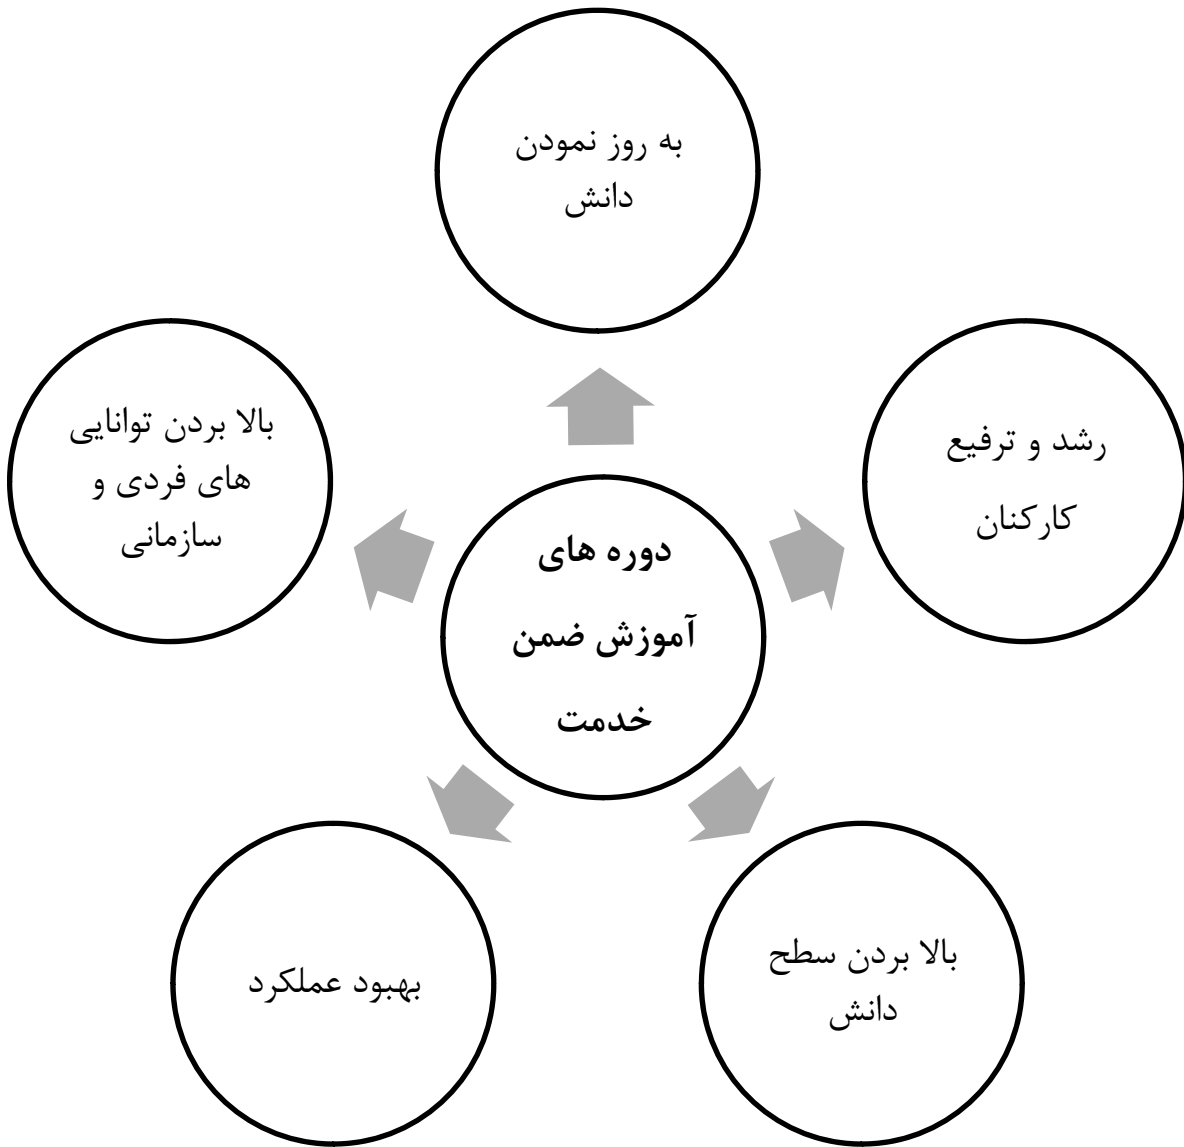 به روز نمودن
دانش
رشد و ترفیع
کارکنان
بالا بردن توانایی
های فردی و
سازمانی
دوره های
آموزش ضمن
خدمت
بالا بردن سطح
دانش
بهبود عملکرد